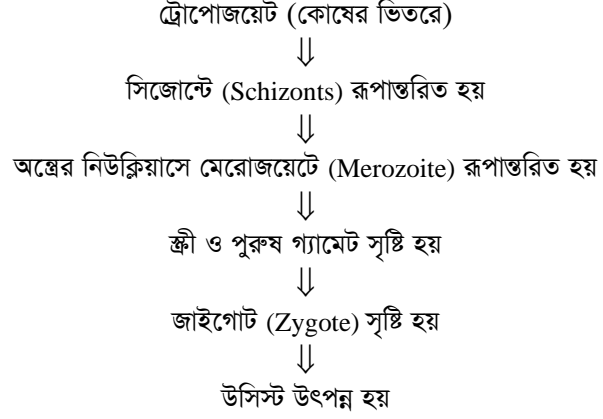 ট্রোপোজয়েট (কোষের ভিতরে)
⇓
সিজোন্টে (Schizonts) রূপান্তরিত হয়
⇓
অন্ত্রের নিউক্লিয়াসে মেরোজয়েটে (Merozoite) রূপান্তরিত হয়
⇓
স্ক্রী ও পুরুষ গ্যামেট সৃষ্টি হয়
⇓
জাইগোট (Zygote) সৃষ্টি হয়
⇓
উসিস্ট উৎপন্ন হয়